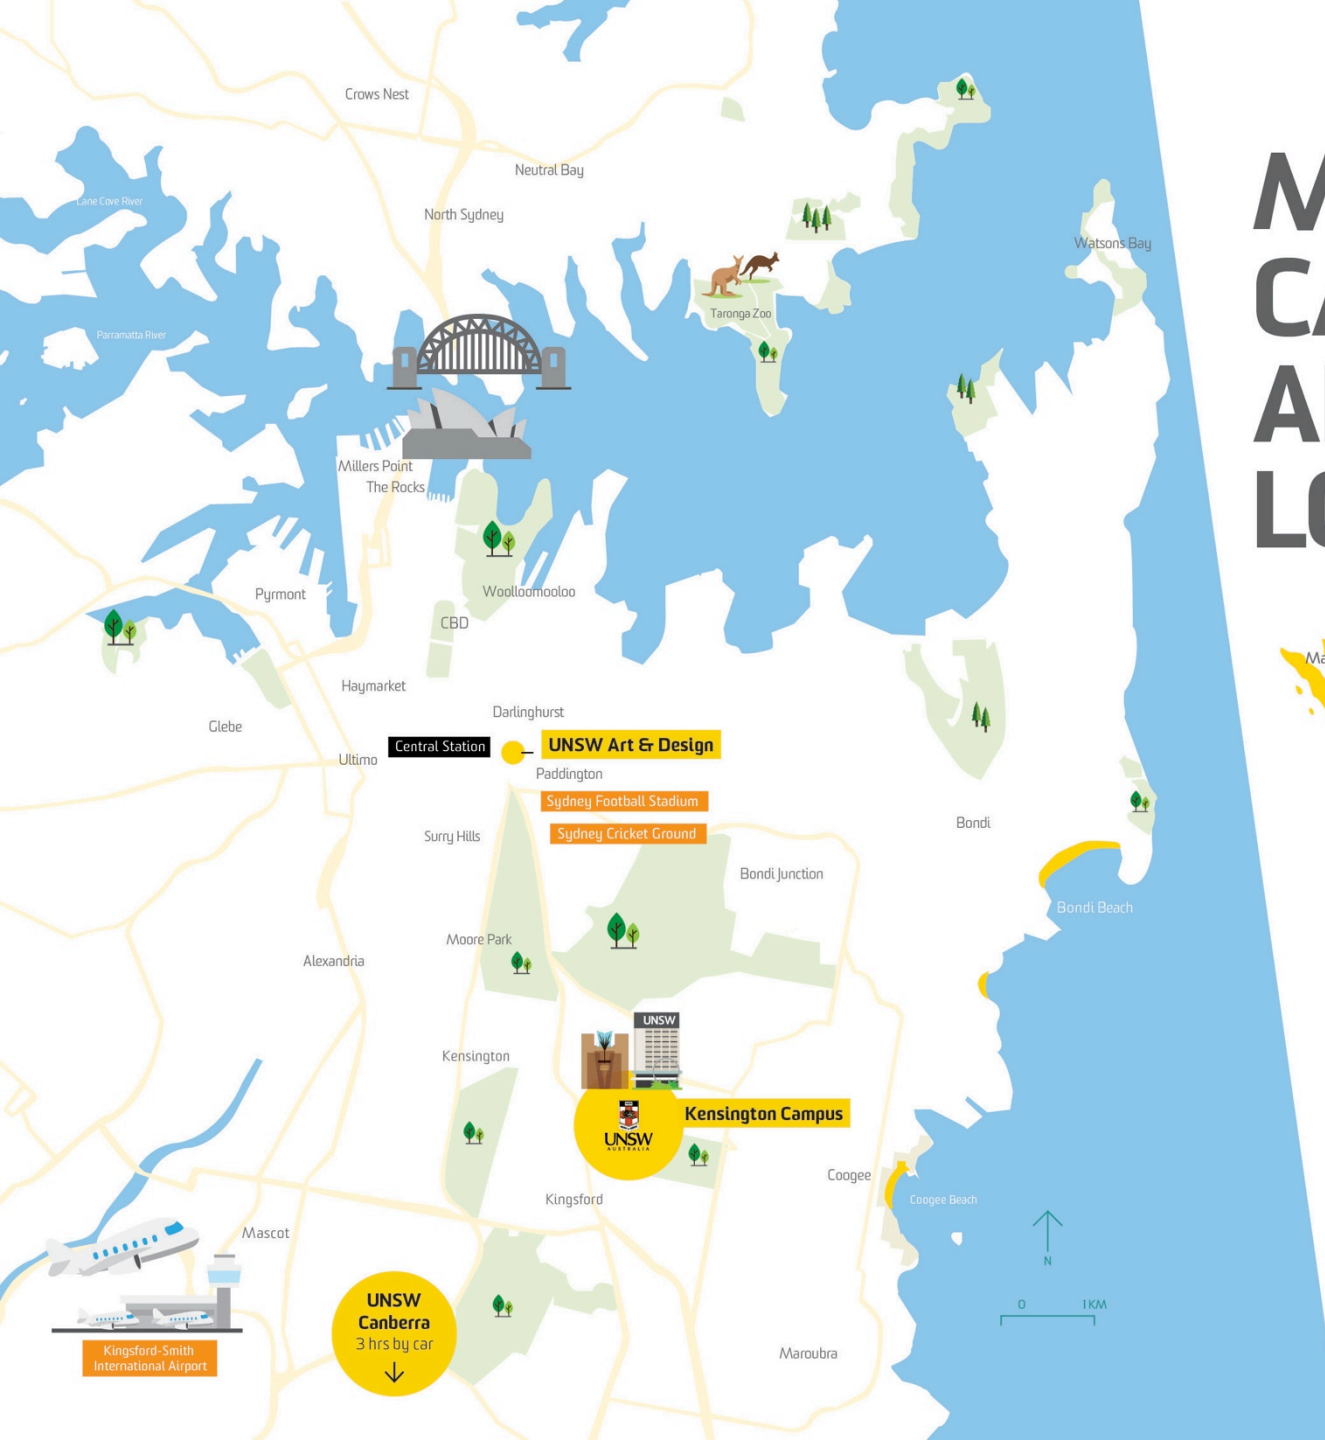 Crows Nest
Neutral Bay
Lane Cove River
North Sydney
Watsons Bay
Taronga Zoo
Parramatta River
Millers Point
The Rocks
Pyrmont
Woolloomooloo
CBD
Haymarket
Glebe
Darlinghurst
Central Station
UNSW Art & Design
Ultimo
Paddington
Sydney Football Stadium
Sydney Cricket Ground
Surry Hills
Bondi
Bondi Junction
Bondi Beach
Moore Park
Alexandria
UNSW
Kensington
Kensington Campus
UNSW
AUSTRALIA
Coogee
Coogee Beach
Kingsford
Mascot
N
0 1KM
UNSW
Canberra
3 hrs by car
Kingsford-Smith
International Airport
Maroubra
M
CA
L
Ma